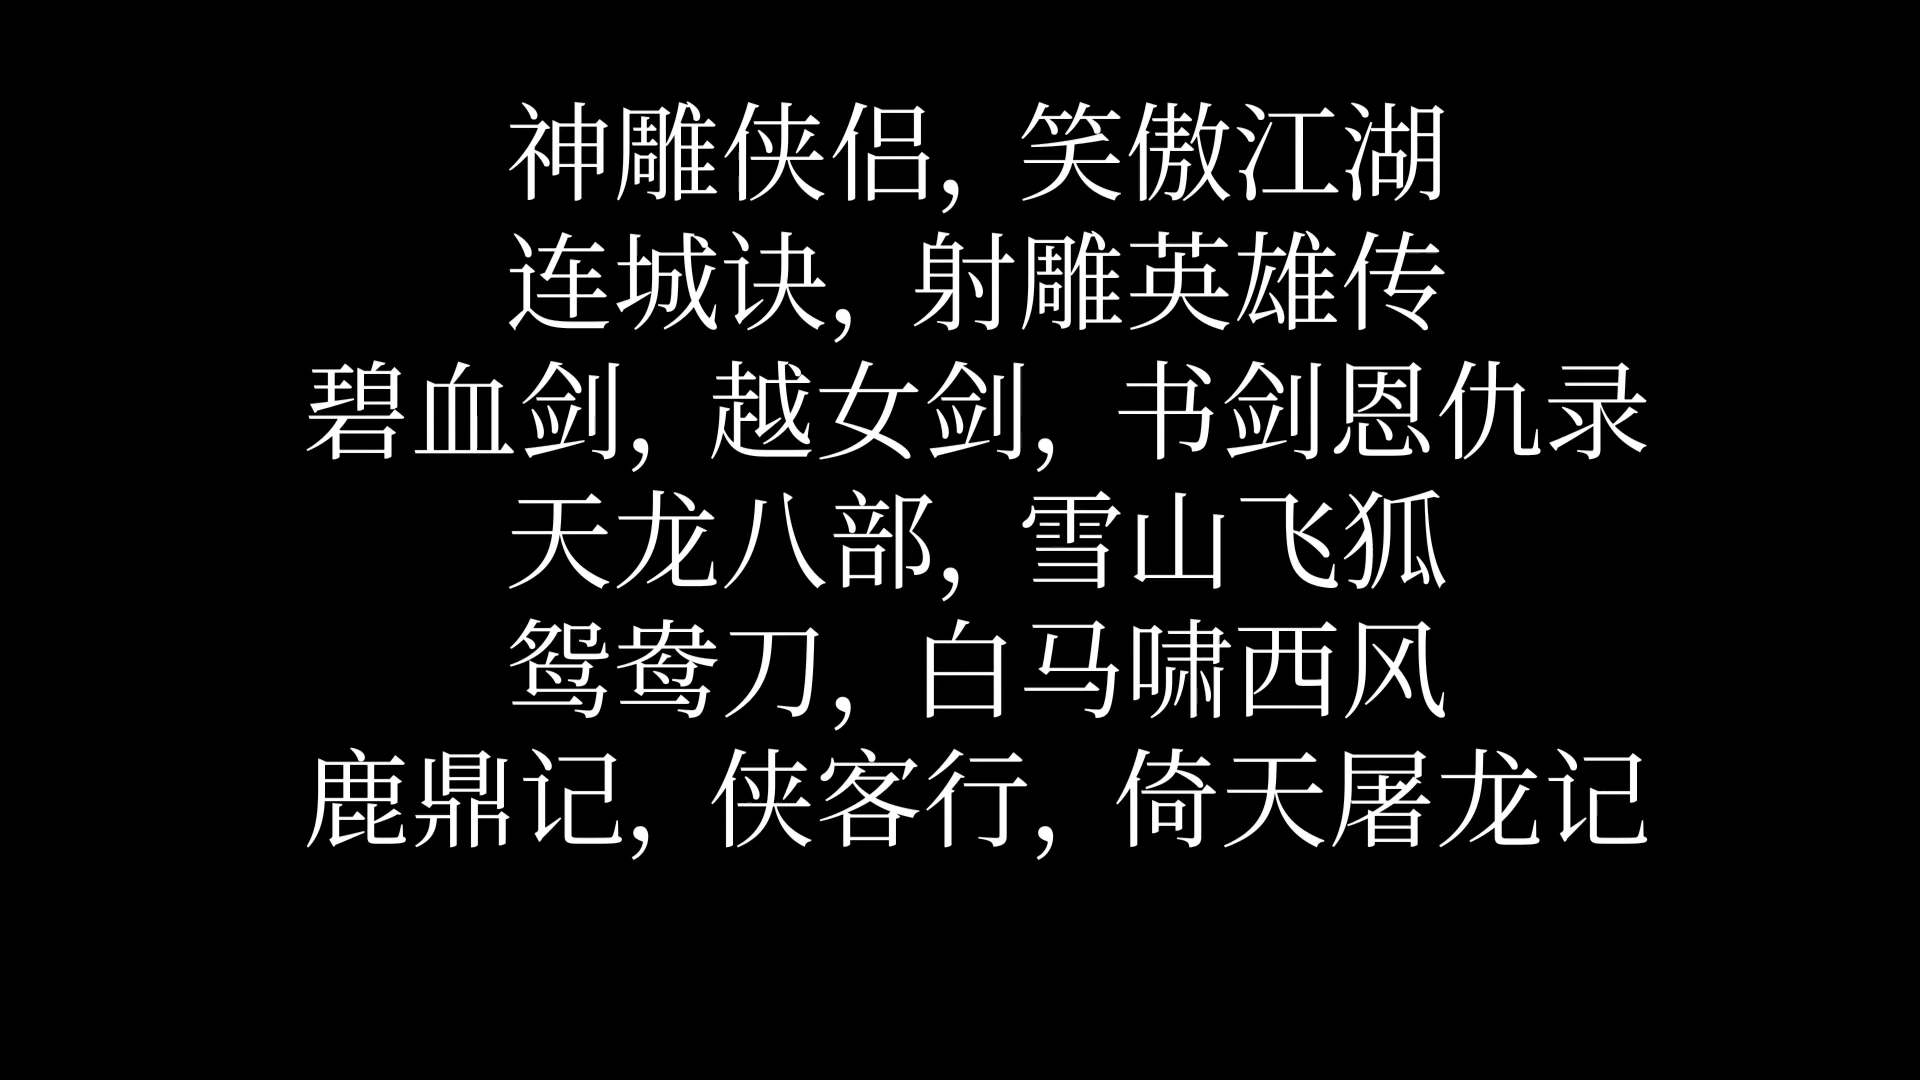 神雕侠侣, 笑傲江湖
连城诀, 射雕英雄传
碧血剑, 越女剑, 书剑恩仇录
天龙八部, 雪山飞狐
鸳鸯刀, 白马啸西风
鹿鼎记, 侠客行, 倚天屠龙记